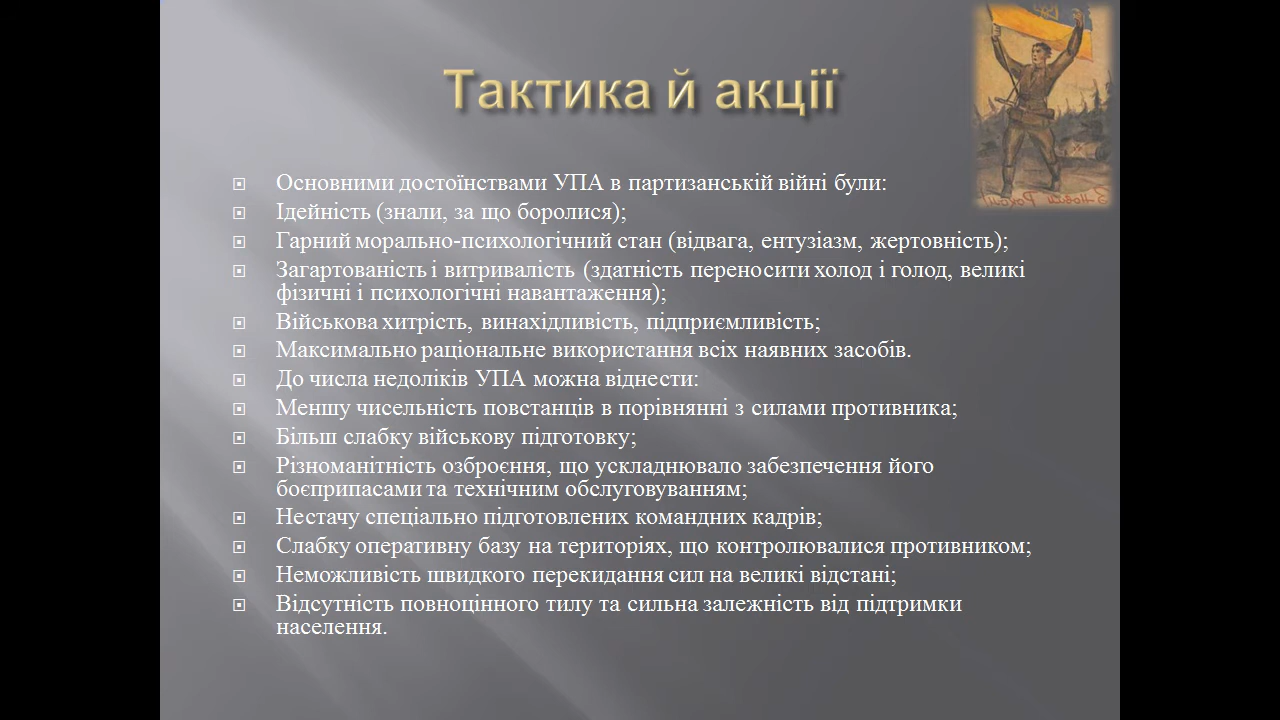 Тактика й акції
Основними достоїнствами УПА в партизанській війні були:
Ідейність (знали, за що боролися);
Гарний морально-психологічний стан (відвага, ентузіазм, жертовність);
Загартованість і витривалість (здатність переносити холод і голод, великі
фізичні і психологічні навантаження);
Військова хитрість, винахідливість, підприємливість;
Максимально раціональне використання всіх наявних засобів.
До числа недоліків УПА можна віднести:
Меншу чисельність повстанців в порівнянні з силами противника;
Більш слабку військову підготовку;
Різноманітність озброєння, що ускладнювало забезпечення його
боєприпасами та технічним обслуговуванням;
Нестачу спеціально підготовлених командних кадрів;
Слабку оперативну базу на територіях, що контролювалися противником;
Неможливість швидкого перекидання сил на великі відстані;
Відсутність повноцінного тилу та сильна залежність від підтримки
населення.